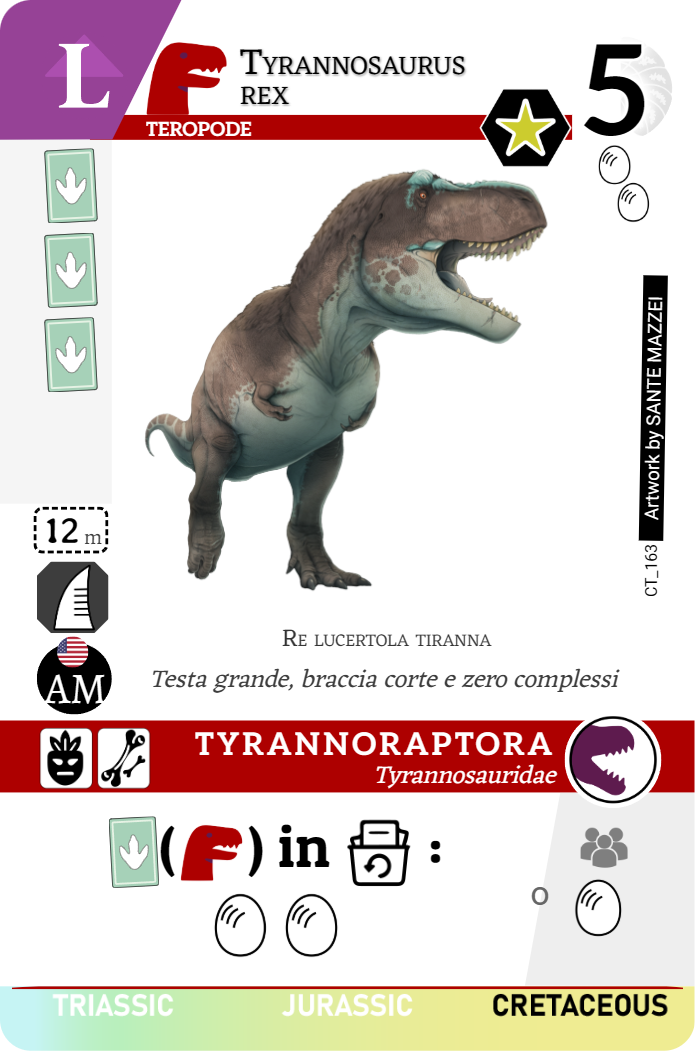 L
TYRANNOSAURUS
REX
5
TEROPODE
Artwork by SANTE MAZZEI
CT_163
12 m
AM
RE LUCERTOLA TIRANNA
Testa grande, braccia corte e zero complessi
TYRANNORAPTORA
Tyrannosauridae
( ) in :
O
TRIASSIC JURASSIC CRETACEOUS